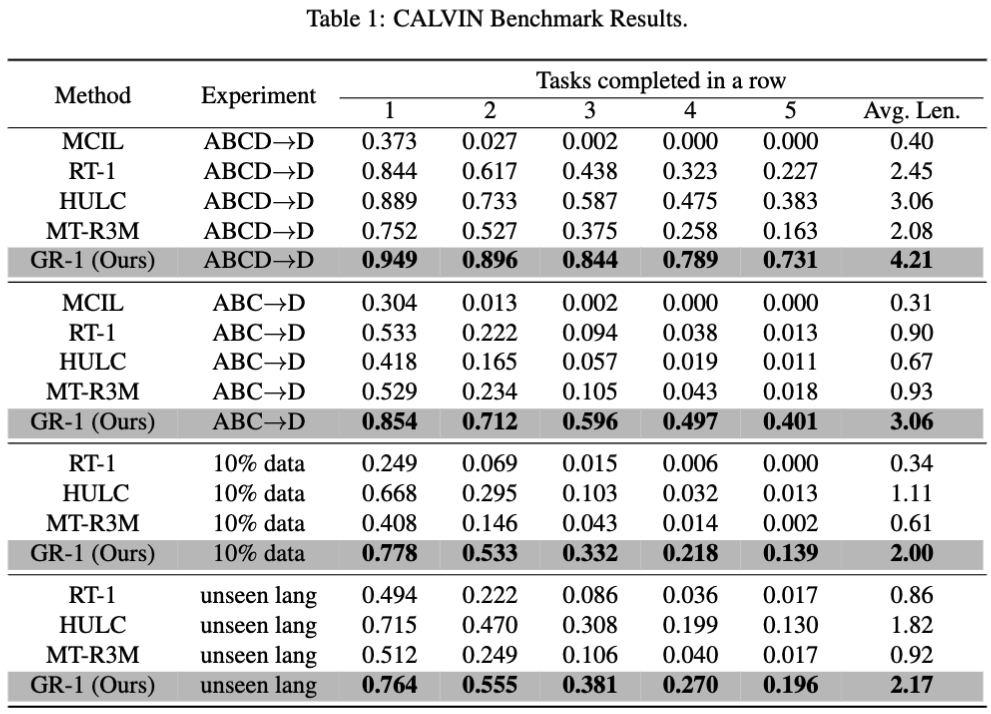 Table 1: CALVIN Benchmark Results.
Method Experiment Tasks completed in a row
1 2 3 4 5 Avg. Len.
MCIL ABCD→D 0.373 0.027 0.002 0.000 0.000 0.40
RT-1 ABCD→D 0.844 0.617 0.438 0.323 0.227 2.45
HULC ABCD→D 0.889 0.733 0.587 0.475 0.383 3.06
MT-R3M ABCD→D 0.752 0.527 0.375 0.258 0.163 2.08
GR-1 (Ours) ABCD→D 0.949 0.896 0.844 0.789 0.731 4.21
MCIL ABC→D 0.304 0.013 0.002 0.000 0.000 0.31
RT-1 ABC→D 0.533 0.222 0.094 0.038 0.013 0.90
HULC ABC→D 0.418 0.165 0.057 0.019 0.011 0.67
MT-R3M ABC→D 0.529 0.234 0.105 0.043 0.018 0.93
GR-1 (Ours) ABC→D 0.854 0.712 0.596 0.497 0.401 3.06
RT-1 10% data 0.249 0.069 0.015 0.006 0.000 0.34
HULC 10% data 0.668 0.295 0.103 0.032 0.013 1.11
MT-R3M 10% data 0.408 0.146 0.043 0.014 0.002 0.61
GR-1 (Ours) 10% data 0.778 0.533 0.332 0.218 0.139 2.00
RT-1 unseen lang 0.494 0.222 0.086 0.036 0.017 0.86
HULC unseen lang 0.715 0.470 0.308 0.199 0.130 1.82
MT-R3M unseen lang 0.512 0.249 0.106 0.040 0.017 0.92
GR-1 (Ours) unseen lang 0.764 0.555 0.381 0.270 0.196 2.17